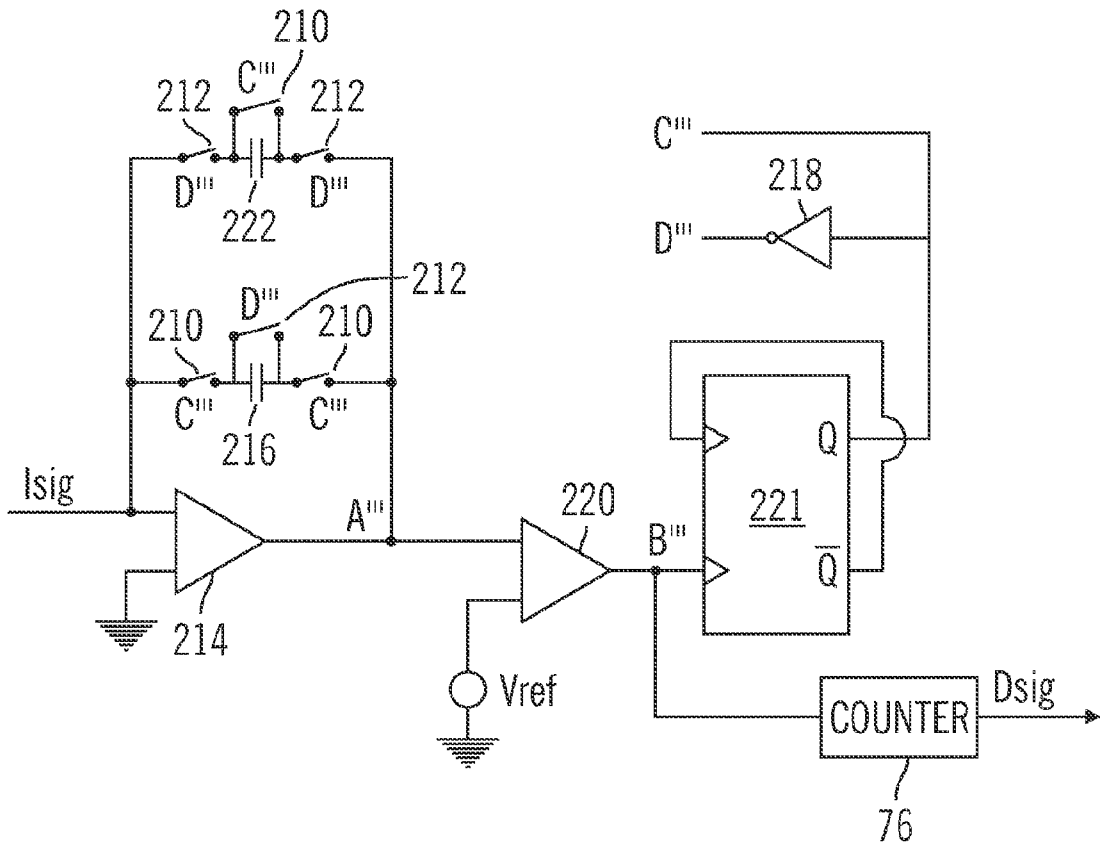 210
C'''
212
212
C'''
D'''
D'''
222
218
D'''
D'''
212
210
210
C'''
C'''
216
Q
Isig
A'''
220
B'''
221
Q̅
214
Vref
Dsig
COUNTER
76